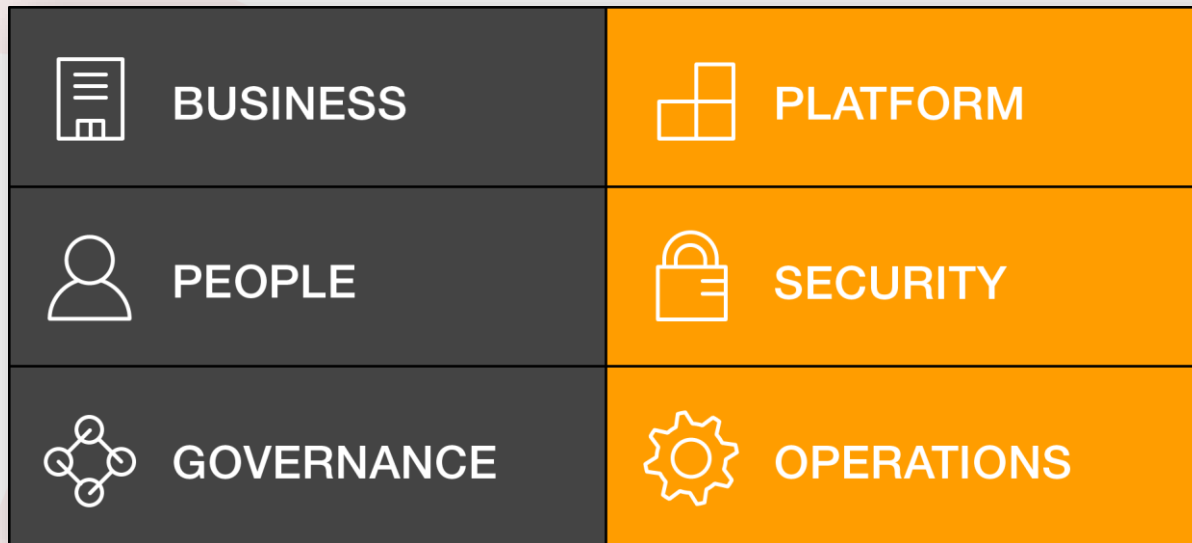 BUSINESS
PLATFORM
PEOPLE
SECURITY
GOVERNANCE
OPERATIONS